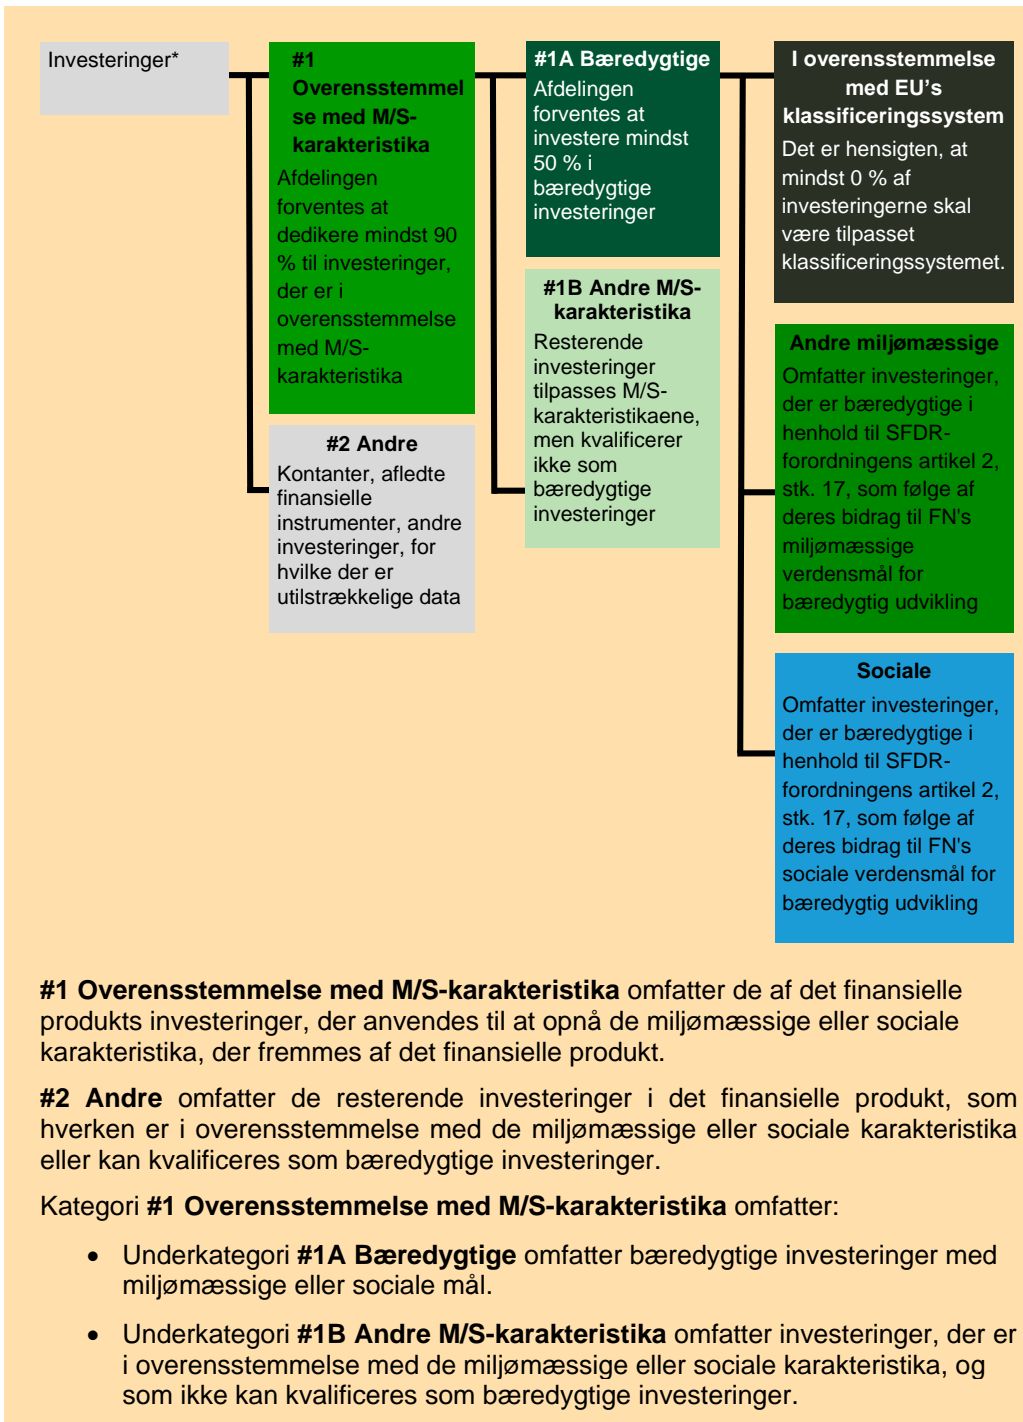 Investeringer*
#1
Overensstemmel
se med M/S-
karakteristika
Afdelingen
forventes at
dedikere mindst 90
% til investeringer,
der er i
overensstemmelse
med M/S-
karakteristika
#2 Andre
Kontanter, afledte
finansielle
instrumenter, andre
investeringer, for
hvilke der er
utilstrækkelige data
#1A Bæredygtige
Afdelingen
forventes at
investere mindst
50 % i
bæredygtige
investeringer
#1B Andre M/S-
karakteristika
Resterende
investeringer
tilpasses M/S-
karakteristikaene,
men kvalificerer
ikke som
bæredygtige
investeringer
I overensstemmelse
med EU’s
klassificeringssystem
Det er hensigten, at
mindst 0 % af
investeringerne skal
være tilpasset
klassificeringssystemet.
Andre miljømæssige
Omfatter investeringer,
der er bæredygtige i
henhold til SFDR-
forordningens artikel 2,
stk. 17, som følge af
deres bidrag til FN's
miljømæssige
verdensmål for
bæredygtig udvikling
Sociale
Omfatter investeringer,
der er bæredygtige i
henhold til SFDR-
forordningens artikel 2,
stk. 17, som følge af
deres bidrag til FN's
sociale verdensmål for
bæredygtig udvikling
#1 Overensstemmelse med M/S-karakteristika omfatter de af det finansielle
produkts investeringer, der anvendes til at opnå de miljømæssige eller sociale
karakteristika, der fremmes af det finansielle produkt.
#2 Andre omfatter de resterende investeringer i det finansielle produkt, som
hverken er i overensstemmelse med de miljømæssige eller sociale karakteristika
eller kan kvalificeres som bæredygtige investeringer.
Kategori #1 Overensstemmelse med M/S-karakteristika omfatter:
• Underkategori #1A Bæredygtige omfatter bæredygtige investeringer med
miljømæssige eller sociale mål.
• Underkategori #1B Andre M/S-karakteristika omfatter investeringer, der er
i overensstemmelse med de miljømæssige eller sociale karakteristika, og
som ikke kan kvalificeres som bæredygtige investeringer.